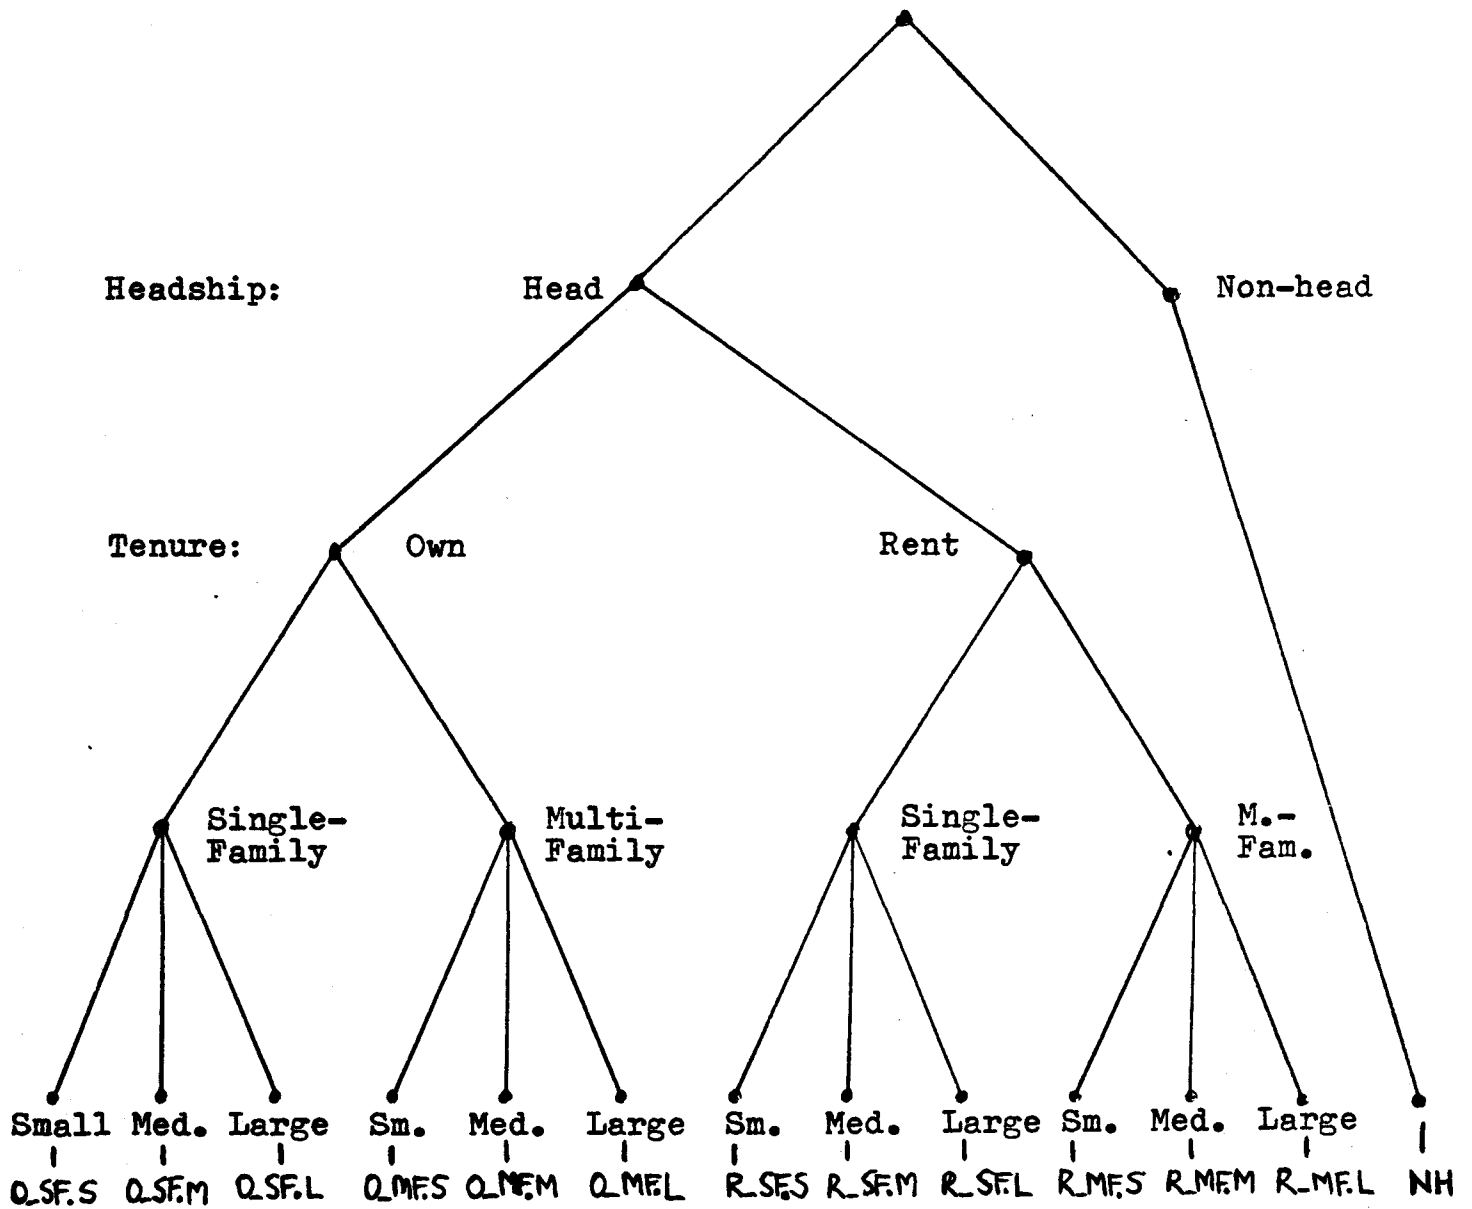 Headship: Head Non-head
Tenure: Own Rent
Single- Multi- Single- M.-
Family Family Family Fam.
Small Med. Large Sm. Med. Large Sm. Med. Large Sm. Med. Large
O_SF.S O_SF.M O_SF.L O_MF.S O_MF.M O_MF.L R_SF.S R_SF.M R_SF.L R_MF.S R_MF.M R_MF.L NH